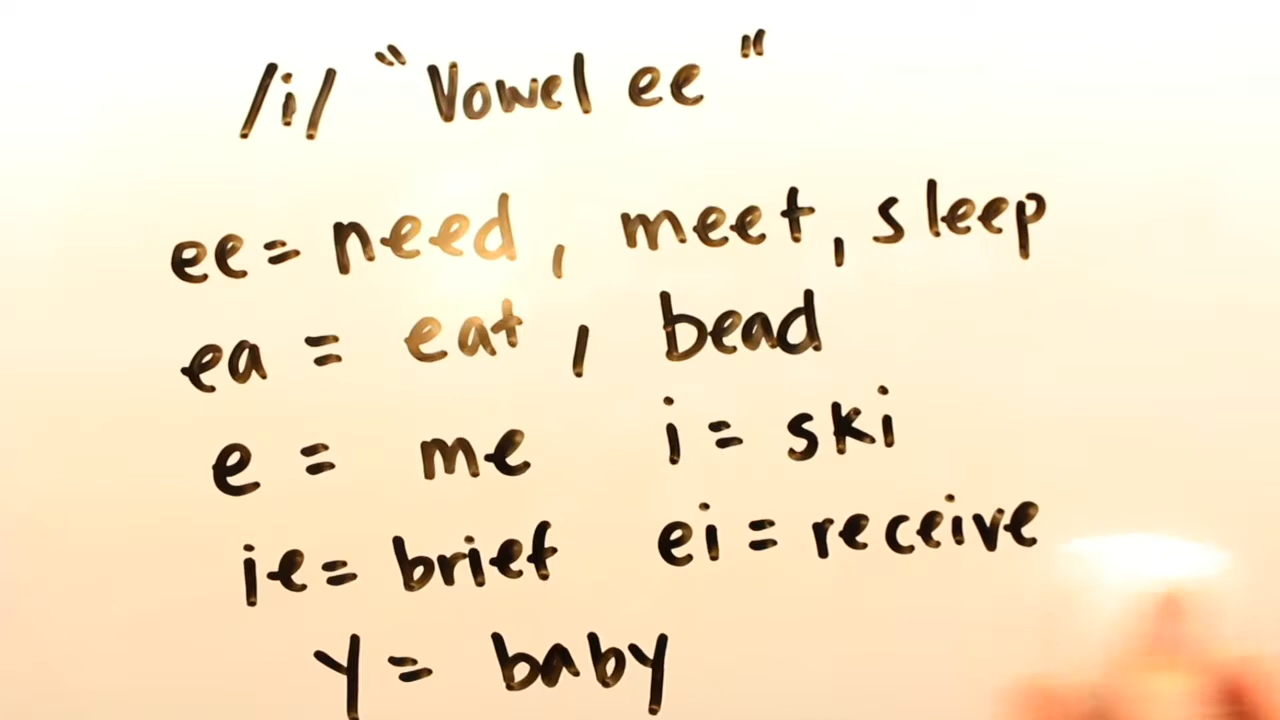 /i/ "Vowel ee"
ee = need, meet, sleep
ea = eat, bead
e = me i = ski
ie = brief ei = receive
y = baby